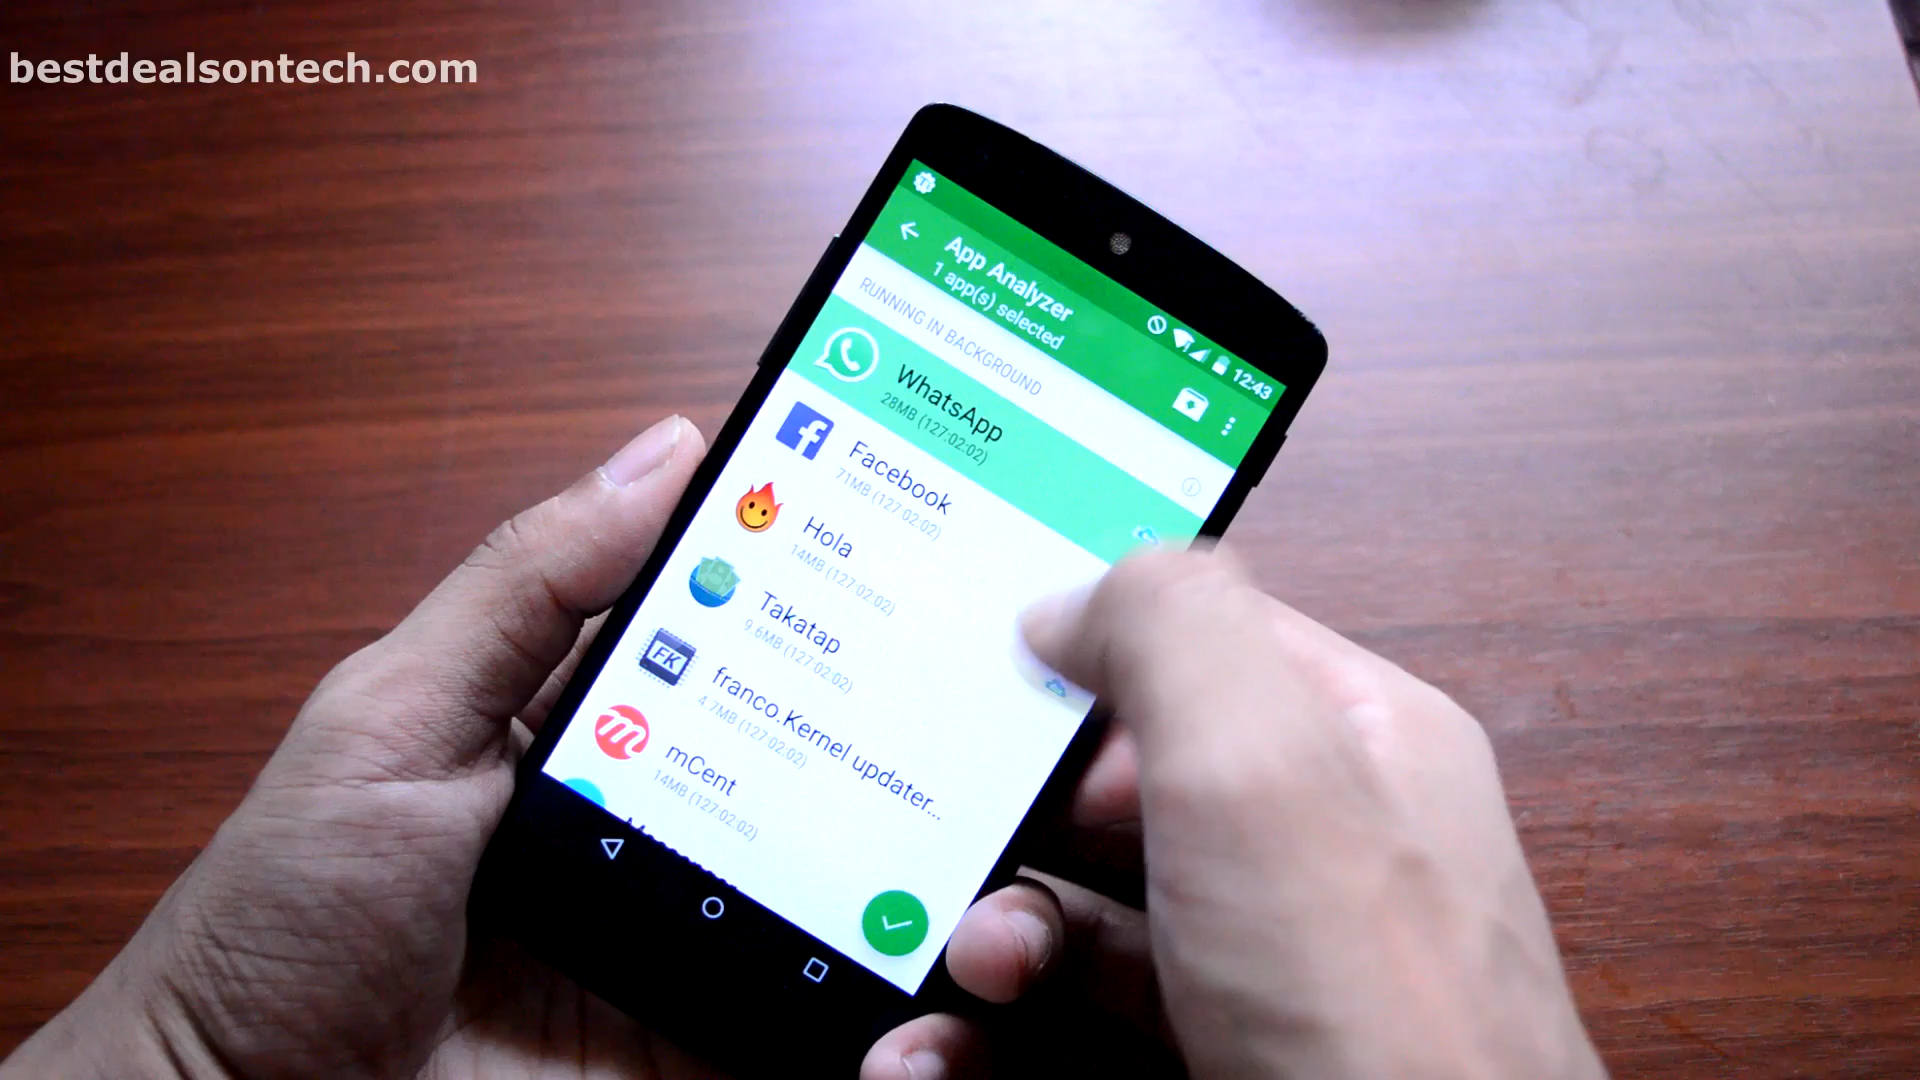 bestdealsontech.com
12:43
App Analyzer
1 app(s) selected
RUNNING IN BACKGROUND
WhatsApp
28MB (127:02:02)
Facebook
71MB (127:02:02)
Hola
14MB (127:02:02)
Takatap
9.6MB (127:02:02)
FK
franco.Kernel updater...
4.7MB (127:02:02)
m
mCent
14MB (127:02:02)